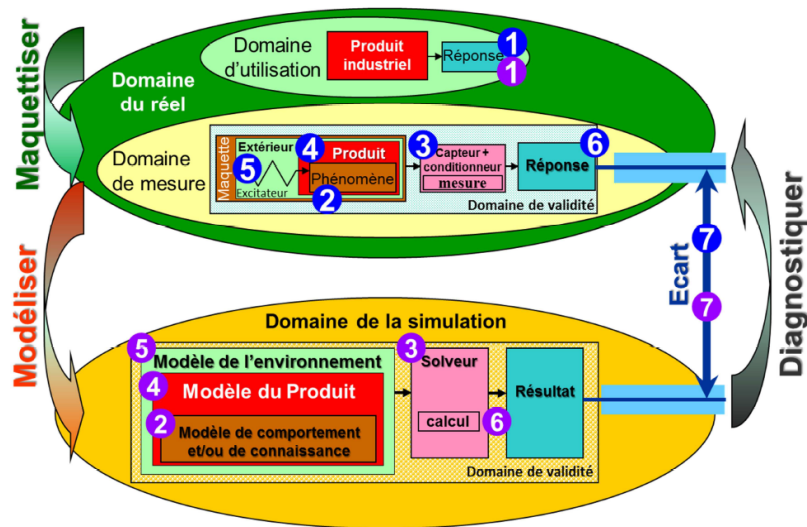 Maquettiser
Domaine
d'utilisation
Produit
industriel
Réponse
1
1
Domaine
du réel
Domaine
de mesure
Maquette
Extérieur
5
Excitateur
4
Produit
Phénomène
2
3
Capteur +
conditionneur
mesure
6
Réponse
Domaine de validité
Modéliser
Ecart
7
7
Diagnostiquer
Domaine de la simulation
5
Modèle de l'environnement
4
Modèle du Produit
2
Modèle de comportement
et/ou de connaissance
3
Solveur
calcul
6
Résultat
Domaine de validité